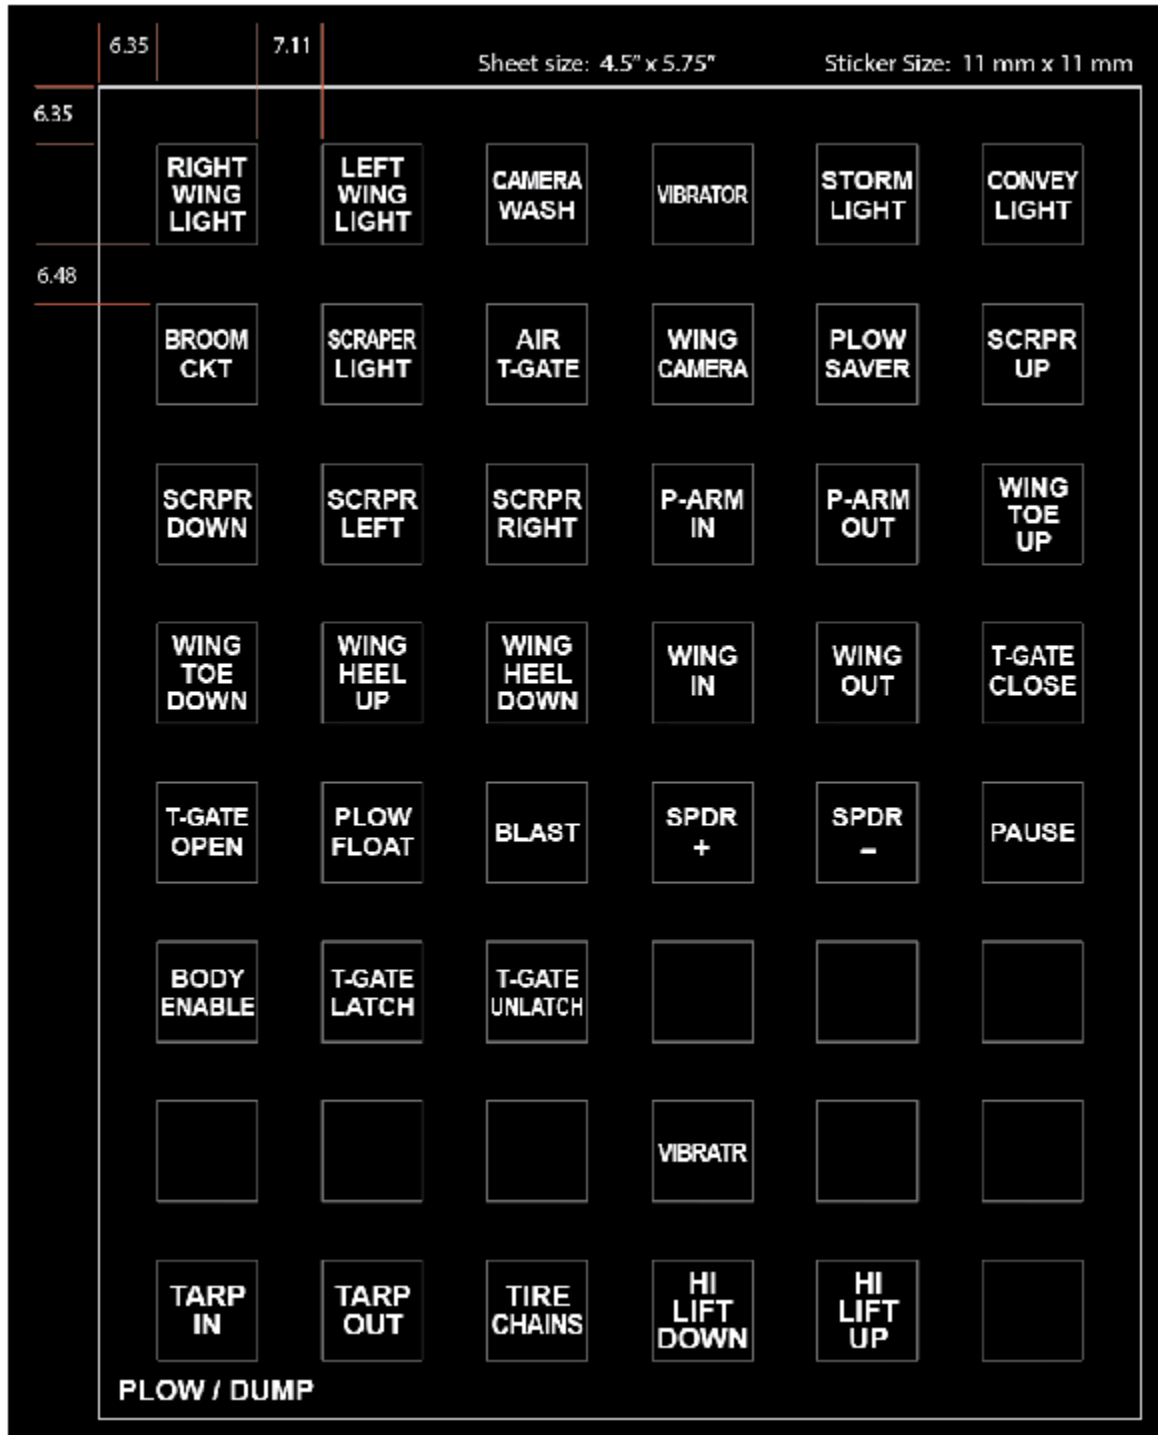 6.35
7.11
Sheet size: 4.5” x 5.75”
Sticker Size: 11 mm x 11 mm
6.35
RIGHT
WING
LIGHT
LEFT
WING
LIGHT
CAMERA
WASH
VIBRATOR
STORM
LIGHT
CONVEY
LIGHT
6.48
BROOM
CKT
SCRAPER
LIGHT
AIR
T-GATE
WING
CAMERA
PLOW
SAVER
SCRPR
UP
SCRPR
DOWN
SCRPR
LEFT
SCRPR
RIGHT
P-ARM
IN
P-ARM
OUT
WING
TOE
UP
WING
TOE
DOWN
WING
HEEL
UP
WING
HEEL
DOWN
WING
IN
WING
OUT
T-GATE
CLOSE
T-GATE
OPEN
PLOW
FLOAT
BLAST
SPDR
+
SPDR
–
PAUSE
BODY
ENABLE
T-GATE
LATCH
T-GATE
UNLATCH
VIBRATR
TARP
IN
TARP
OUT
TIRE
CHAINS
HI
LIFT
DOWN
HI
LIFT
UP
PLOW / DUMP